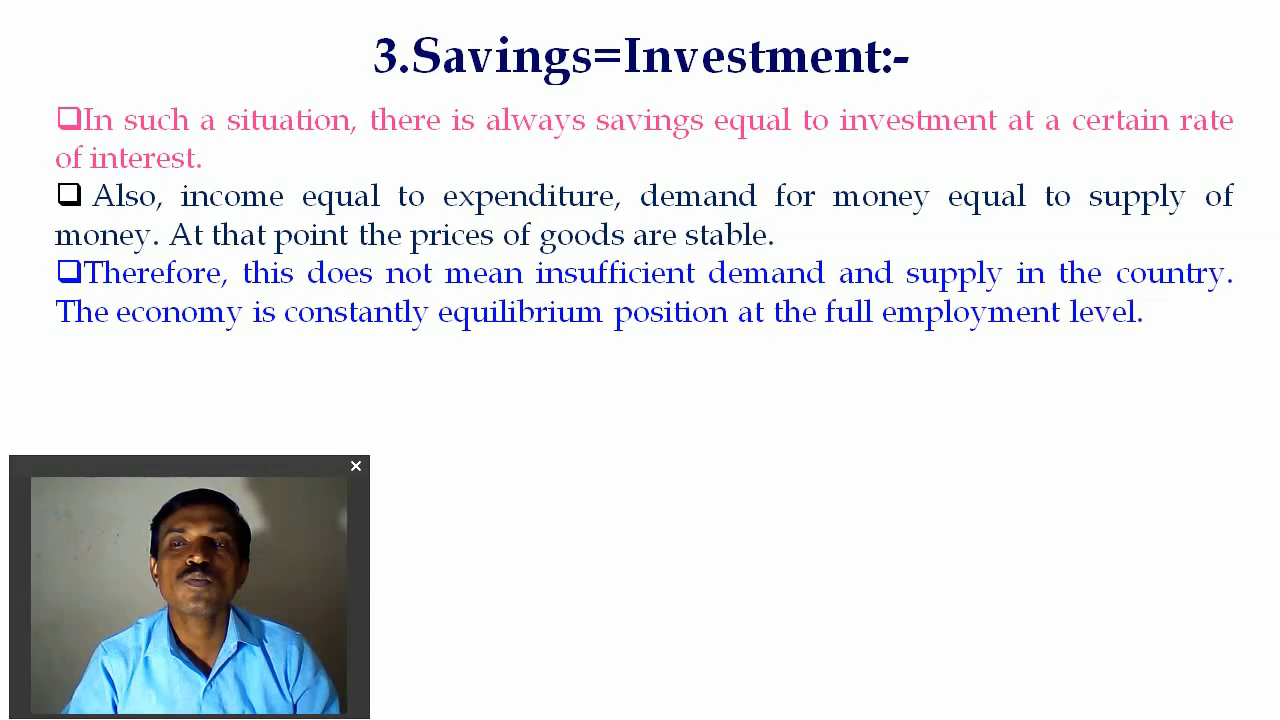 3.Savings=Investment:-
❑In such a situation, there is always savings equal to investment at a certain rate
of interest.
❑ Also, income equal to expenditure, demand for money equal to supply of
money. At that point the prices of goods are stable.
❑Therefore, this does not mean insufficient demand and supply in the country.
The economy is constantly equilibrium position at the full employment level.